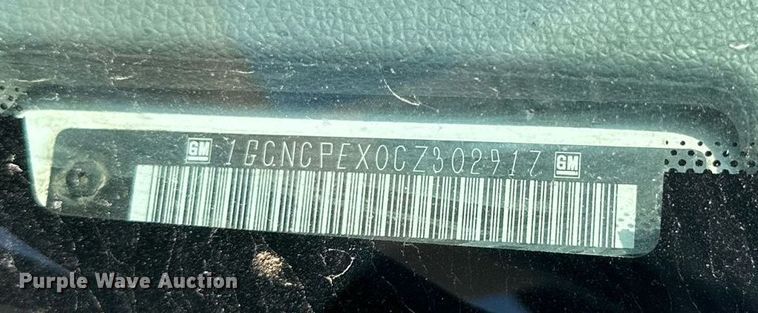 GM 1GCNCPEX0CZ302917 GM
Purple Wave Auction